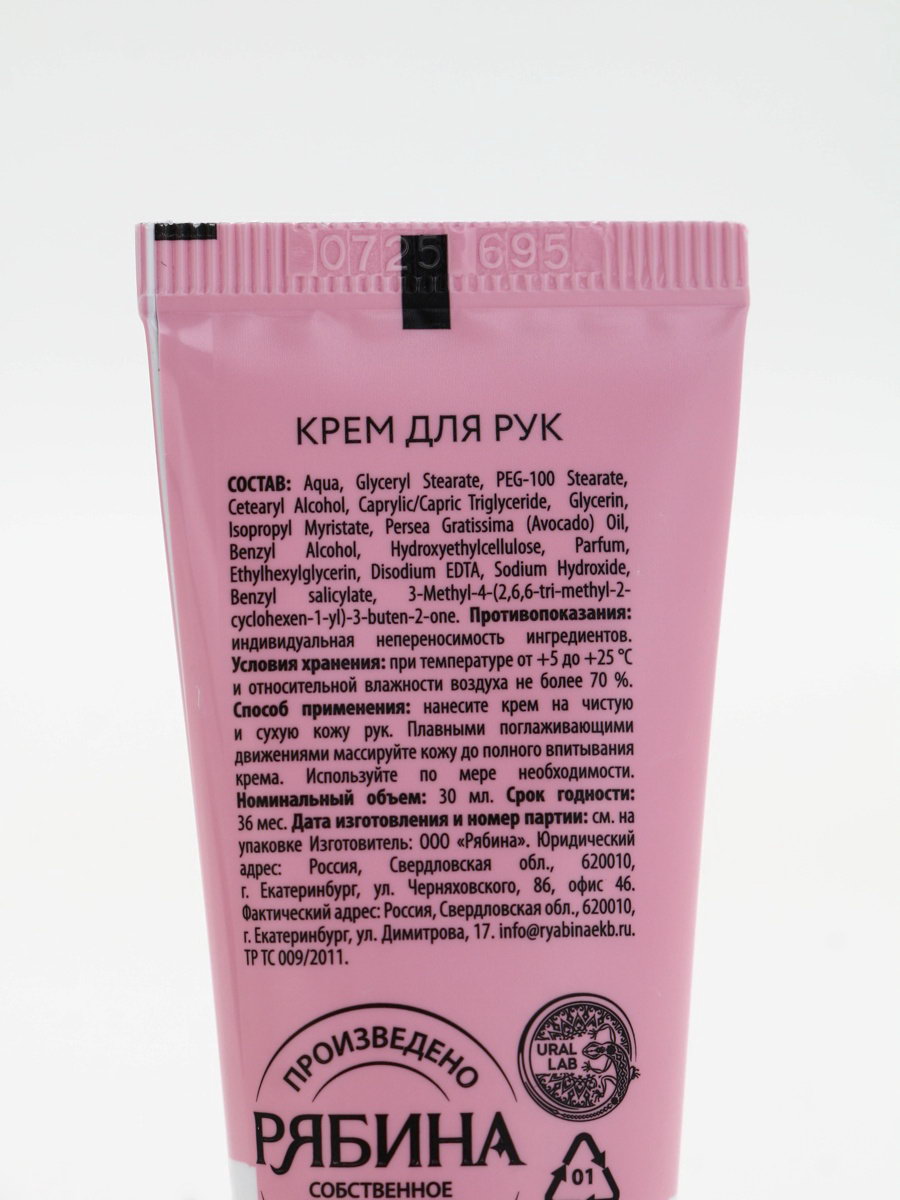 0725 695
КРЕМ ДЛЯ РУК
СОСТАВ: Aqua, Glyceryl Stearate, PEG-100 Stearate,
Cetearyl Alcohol, Caprylic/Capric Triglyceride, Glycerin,
Isopropyl Myristate, Persea Gratissima (Avocado) Oil,
Benzyl Alcohol, Hydroxyethylcellulose, Parfum,
Ethylhexylglycerin, Disodium EDTA, Sodium Hydroxide,
Benzyl salicylate, 3-Methyl-4-(2,6,6-tri-methyl-2-
cyclohexen-1-yl)-3-buten-2-one. Противопоказания:
индивидуальная непереносимость ингредиентов.
Условия хранения: при температуре от +5 до +25 °C
и относительной влажности воздуха не более 70 %.
Способ применения: нанесите крем на чистую
и сухую кожу рук. Плавными поглаживающими
движениями массируйте кожу до полного впитывания
крема. Используйте по мере необходимости.
Номинальный объем: 30 мл. Срок годности:
36 мес. Дата изготовления и номер партии: см. на
упаковке Изготовитель: ООО «Рябина». Юридический
адрес: Россия, Свердловская обл., 620010,
г. Екатеринбург, ул. Черняховского, 86, офис 46.
Фактический адрес: Россия, Свердловская обл., 620010,
г. Екатеринбург, ул. Димитрова, 17. info@ryabinaekb.ru.
ТР ТС 009/2011.
ПРОИЗВЕДЕНО
РЯБИНА
СОБСТВЕННОЕ
URAL
LAB
01